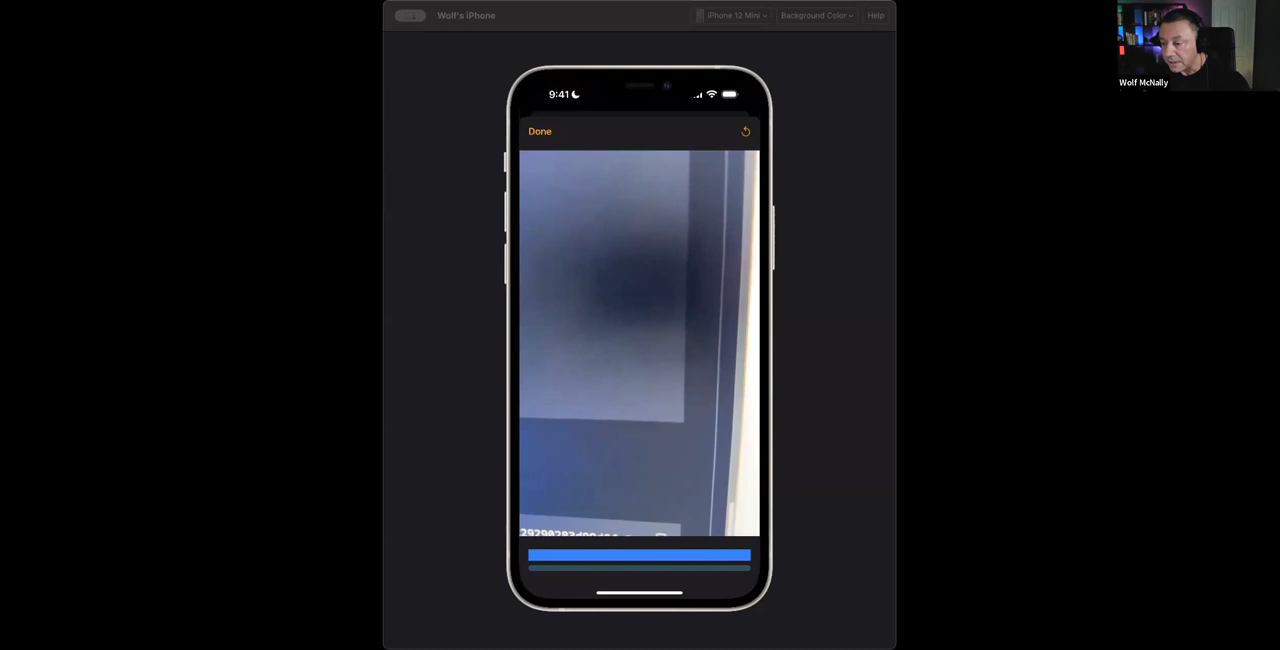 Wolf's iPhone
iPhone 12 Mini
Background Color
Help
Wolf McNally
9:41
Done